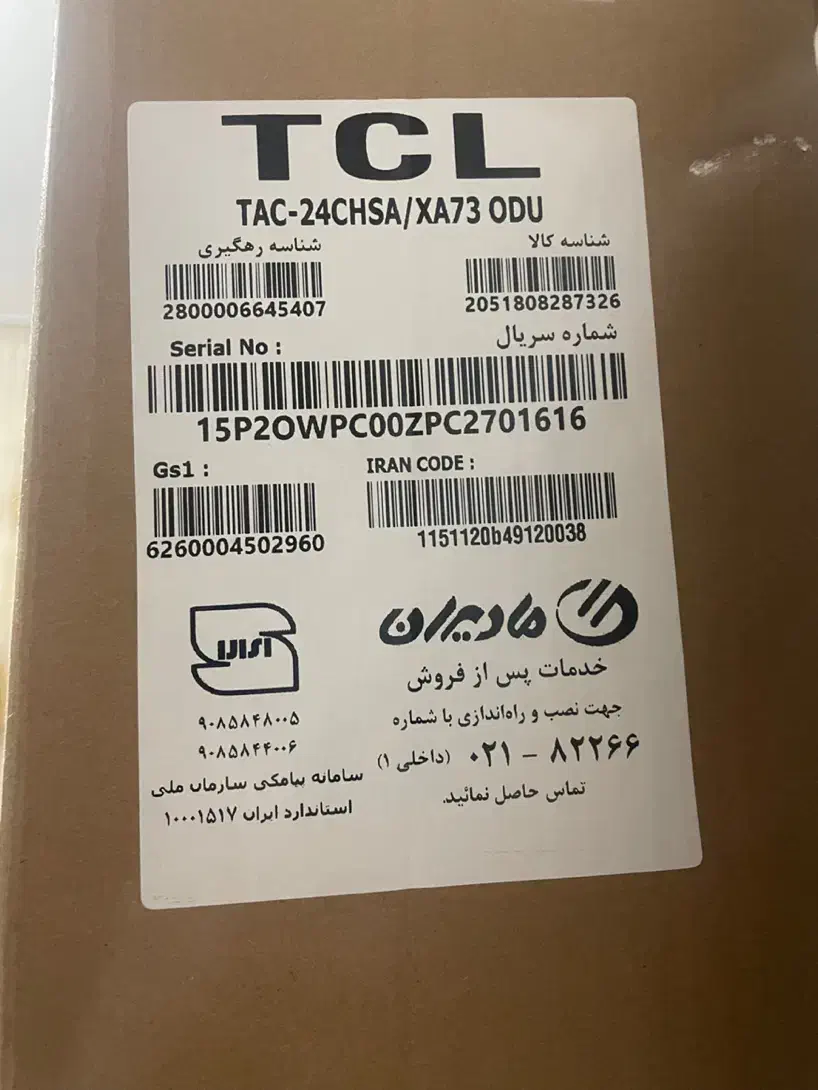 TCL
TAC-24CHSA/XA73 ODU
شناسه کالا
2051808287326
شناسه رهگیری
2800006645407
شماره سریال
Serial No :
15P2OWPC00ZPC2701616
Gs1 :
6260004502960
IRAN CODE :
1151120b49120038
مادیران
خدمات پس از فروش
جهت نصب و راه‌اندازی با شماره
۰۲۱ – ۸۲۲۶۶ (داخلی ۱)
تماس حاصل نمائید.
۹۰۸۵۸۴۸۰۰۵
۹۰۸۵۸۴۴۰۰۶
سامانه پیامکی سازمان ملی
استاندارد ایران ۱۰۰۰۱۵۱۷